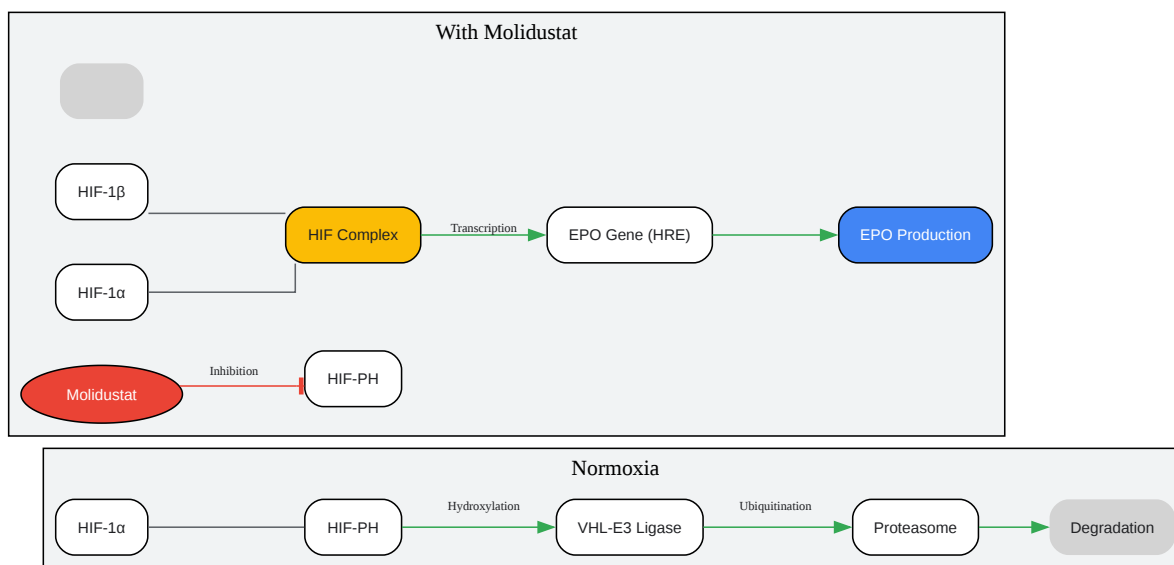 With Molidustat
HIF-1β
HIF Complex
Transcription
EPO Gene (HRE)
EPO Production
HIF-1α
Molidustat
Inhibition
HIF-PH
Normoxia
HIF-1α
HIF-PH
Hydroxylation
VHL-E3 Ligase
Ubiquitination
Proteasome
Degradation